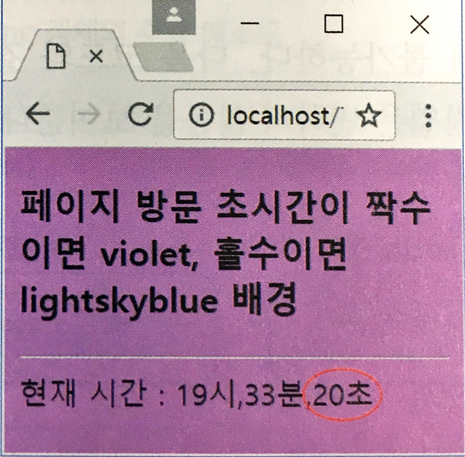 localhost/
페이지 방문 초시간이 짝수
이면 violet, 홀수이면
lightskyblue 배경
현재 시간 : 19시,33분,20초